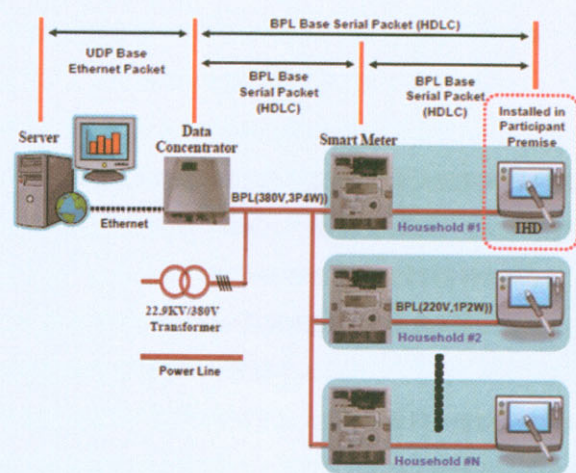 BPL Base Serial Packet (HDLC)
UDP Base
Ethernet Packet
BPL Base
Serial Packet
(HDLC)
BPL Base
Serial Packet
(HDLC)
Installed in
Participant
Premise
Server
Data
Concentrator
Smart Meter
BPL(380V,3P4W))
Ethernet
IHD
Household #1
22.9KV/380V
Transformer
BPL(220V,1P2W))
Household #2
Power Line
Household #N